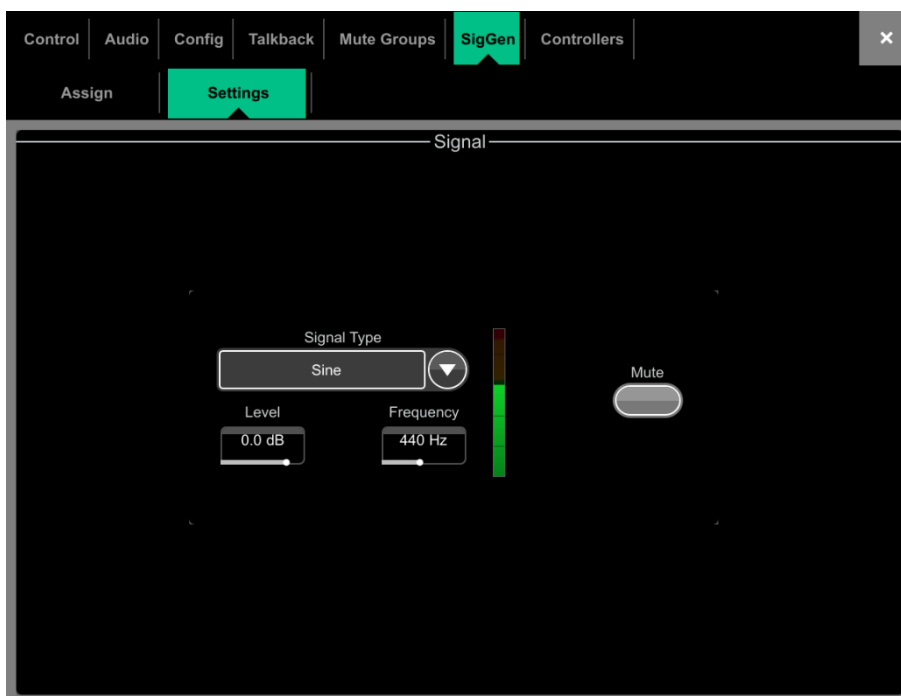 Control Audio Config Talkback Mute Groups SigGen Controllers ×
Assign Settings
Signal
Signal Type
Sine
Mute
Level Frequency
0.0 dB 440 Hz